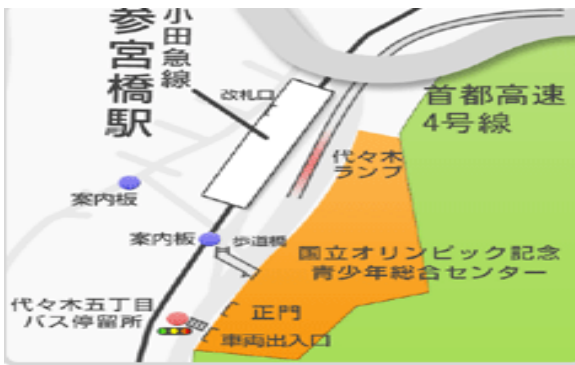 小田急線
参宮橋駅
改札口
首都高速
4号線
代々木
ランプ
案内板
案内板
歩道橋
国立オリンピック記念
青少年総合センター
代々木五丁目
バス停留所
正門
車両出入口